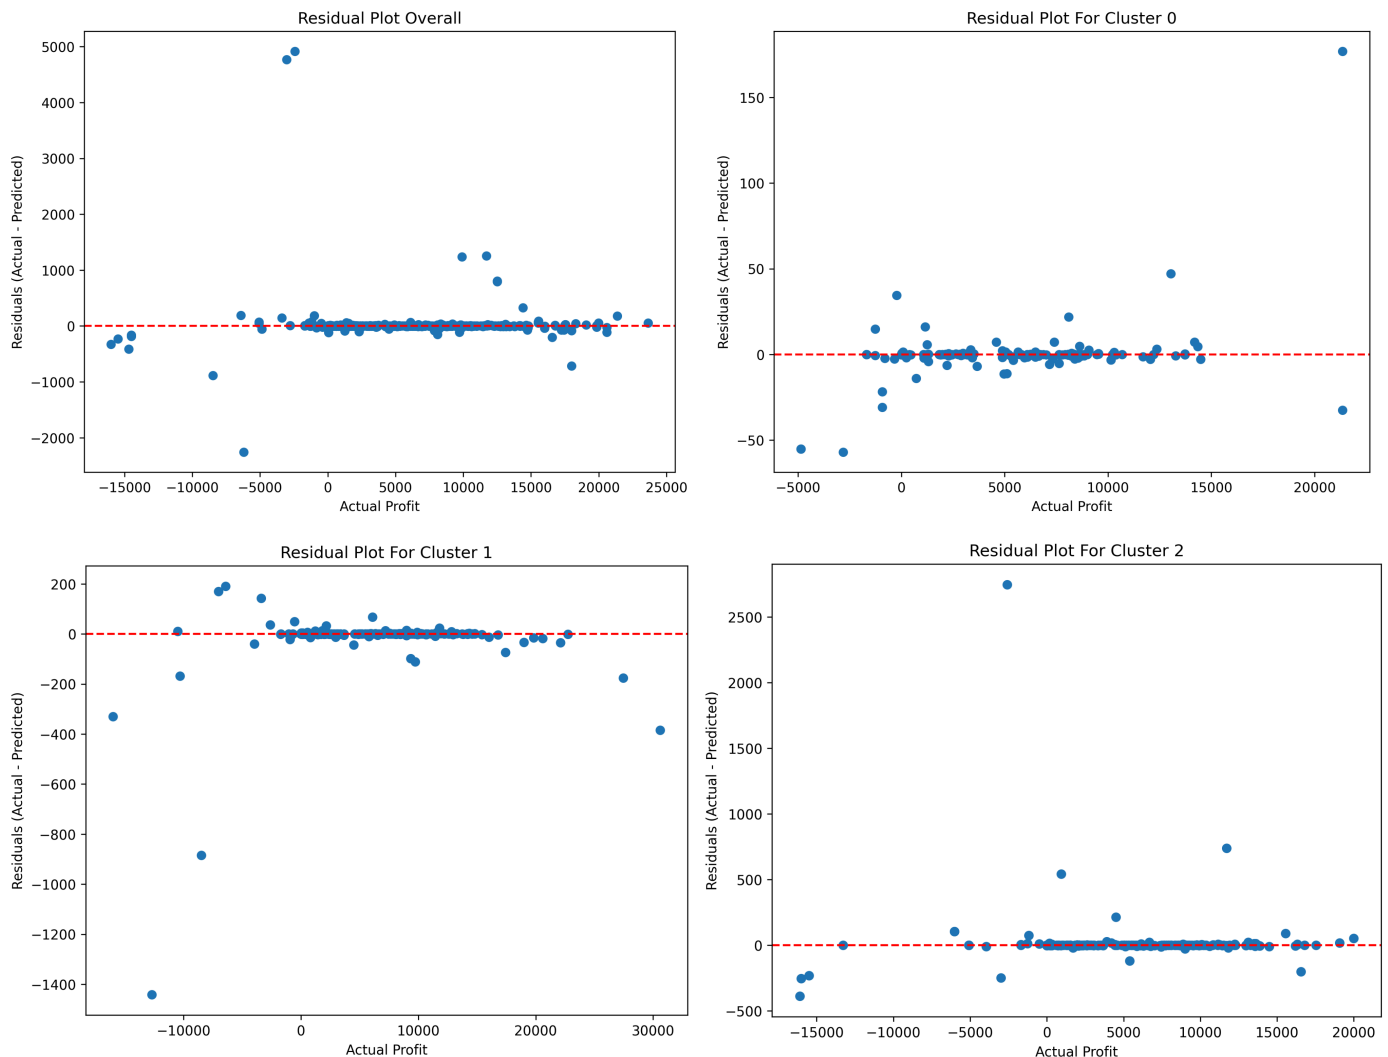 Residual Plot Overall
5000
4000
3000
2000
1000
0
−1000
−2000
Residuals (Actual - Predicted)
−15000 −10000 −5000 0 5000 10000 15000 20000 25000
Actual Profit
Residual Plot For Cluster 0
150
100
50
0
−50
Residuals (Actual - Predicted)
−5000 0 5000 10000 15000 20000
Actual Profit
Residual Plot For Cluster 1
200
0
−200
−400
−600
−800
−1000
−1200
−1400
Residuals (Actual - Predicted)
−10000 0 10000 20000 30000
Actual Profit
Residual Plot For Cluster 2
2500
2000
1500
1000
500
0
−500
Residuals (Actual - Predicted)
−15000 −10000 −5000 0 5000 10000 15000 20000
Actual Profit